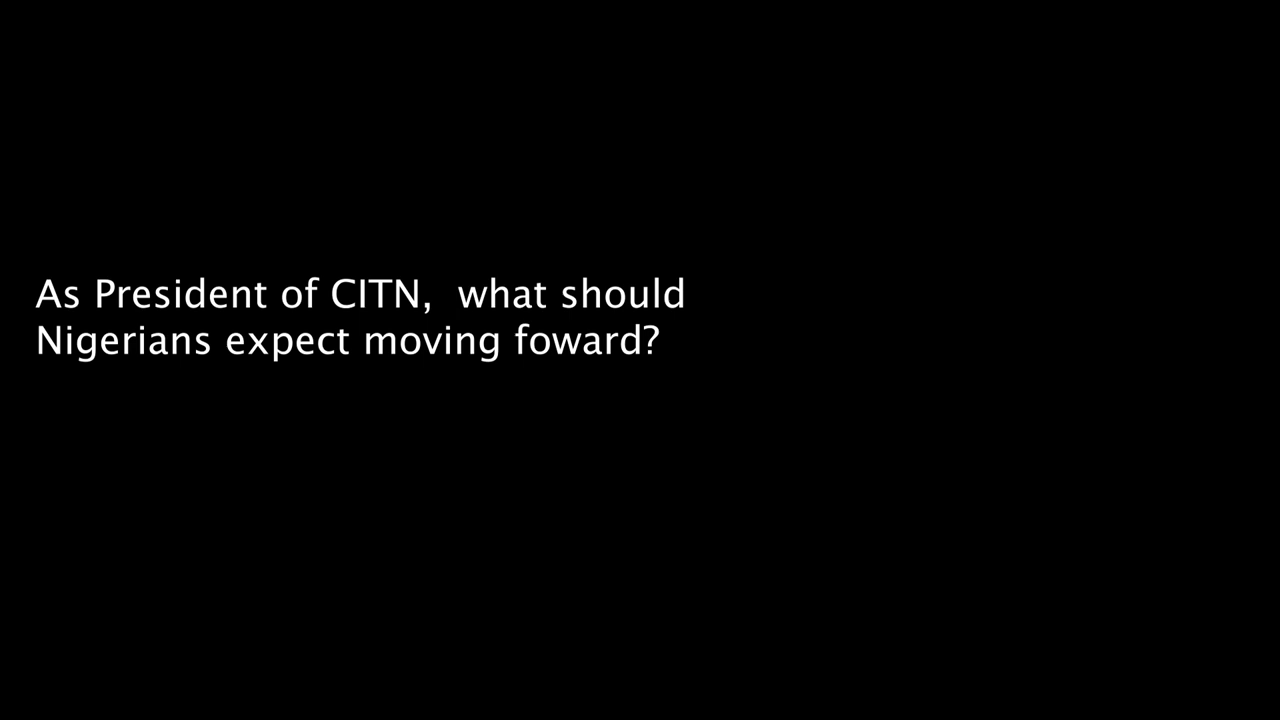 As President of CITN,  what should
Nigerians expect moving foward?